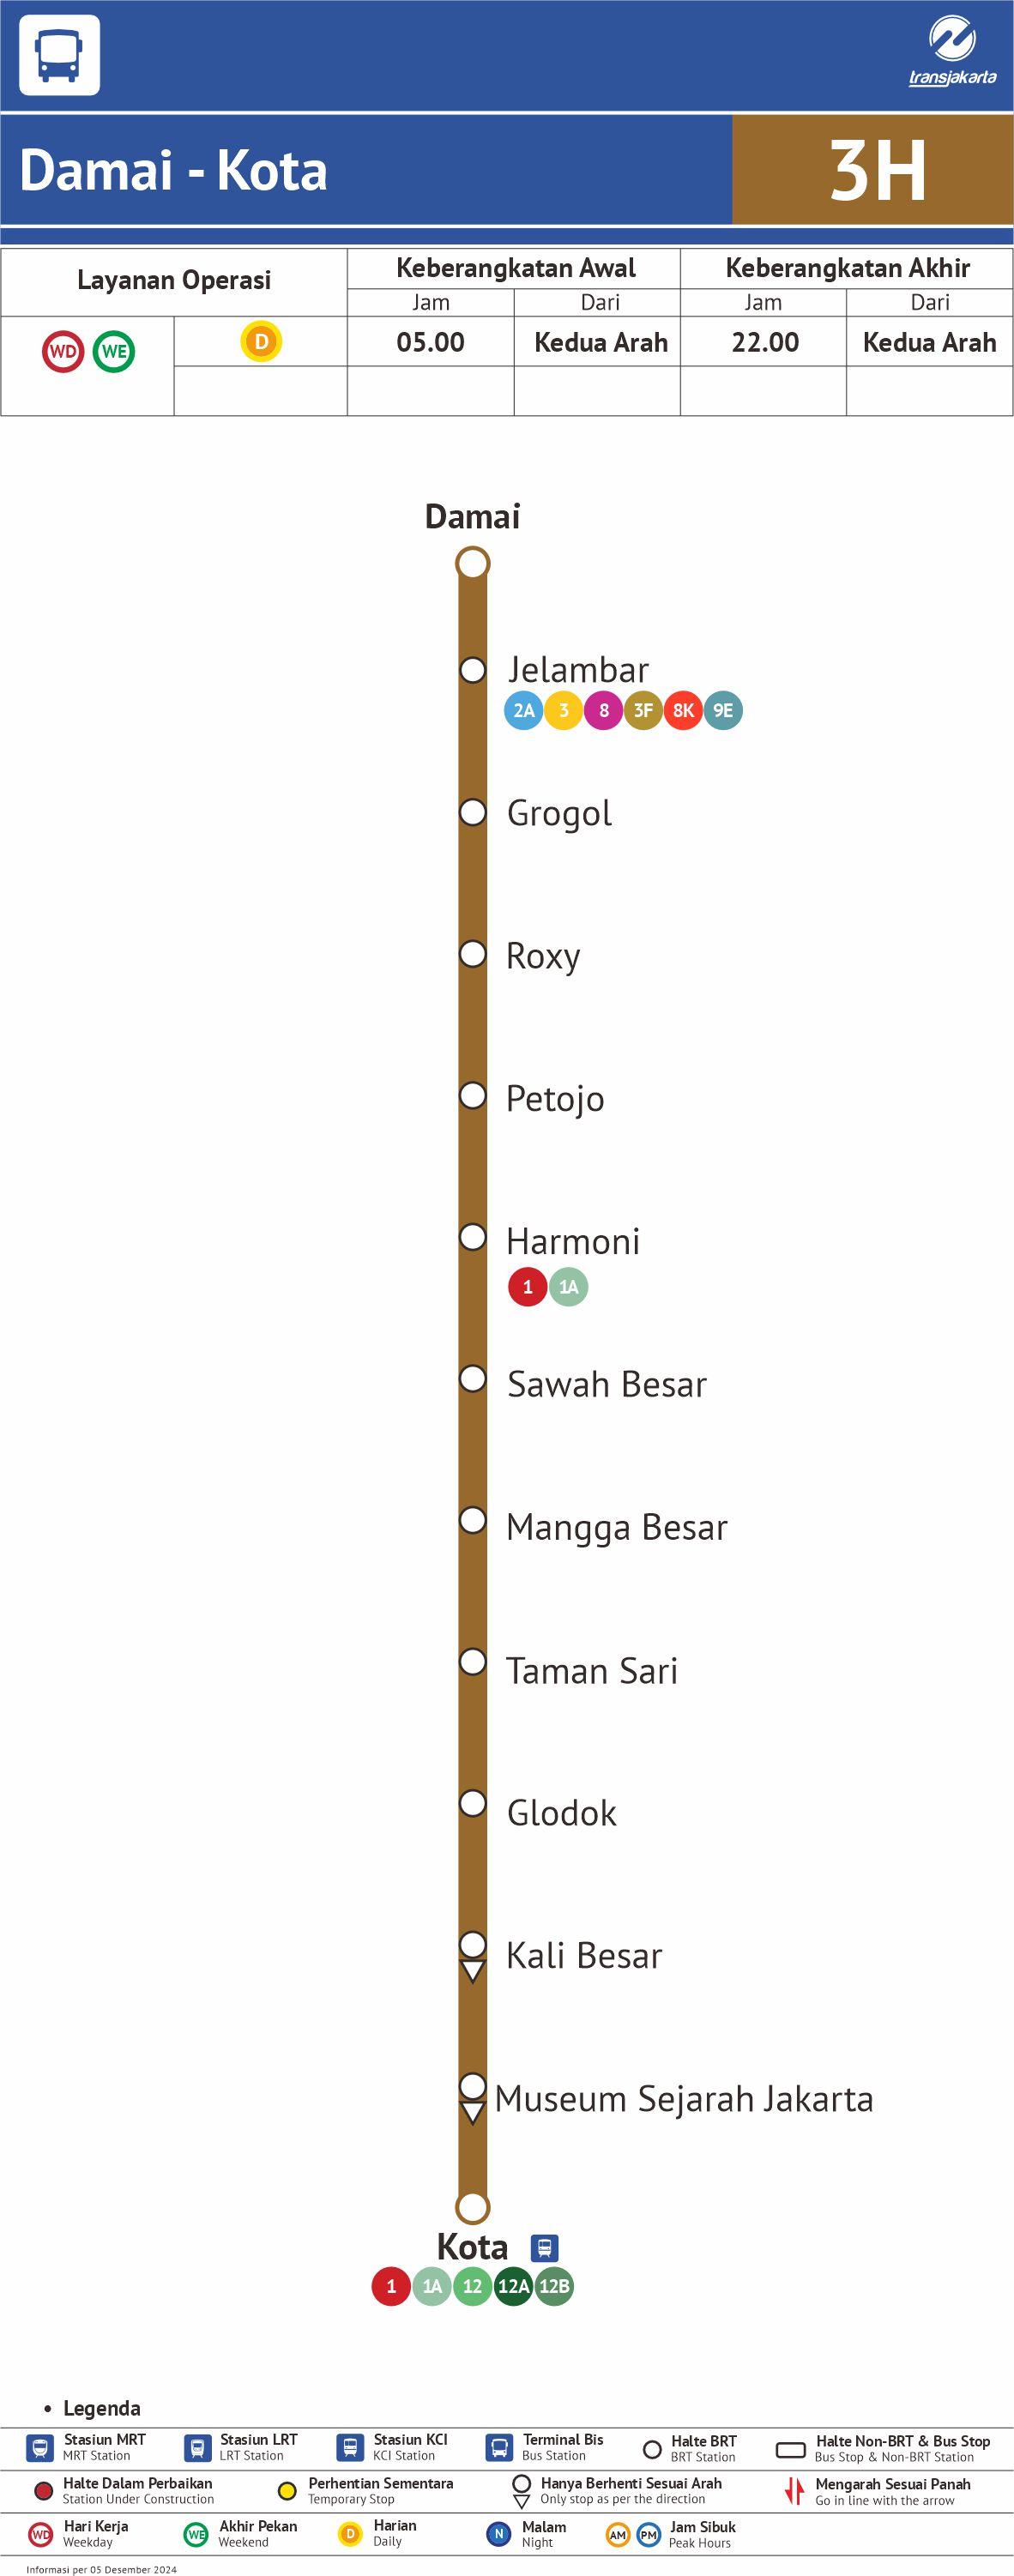 transjakarta
Damai - Kota
3H
Layanan Operasi
Keberangkatan Awal
Keberangkatan Akhir
Jam
Dari
Jam
Dari
WD WE
D
05.00
Kedua Arah
22.00
Kedua Arah
Damai
Jelambar
2A 3 8 3F 8K 9E
Grogol
Roxy
Petojo
Harmoni
1 1A
Sawah Besar
Mangga Besar
Taman Sari
Glodok
Kali Besar
Museum Sejarah Jakarta
Kota
1 1A 12 12A 12B
• Legenda
Stasiun MRT
MRT Station
Stasiun LRT
LRT Station
Stasiun KCI
KCI Station
Terminal Bis
Bus Station
Halte BRT
BRT Station
Halte Non-BRT & Bus Stop
Bus Stop & Non-BRT Station
Halte Dalam Perbaikan
Station Under Construction
Perhentian Sementara
Temporary Stop
Hanya Berhenti Sesuai Arah
Only stop as per the direction
Mengarah Sesuai Panah
Go in line with the arrow
WD
Hari Kerja
Weekday
WE
Akhir Pekan
Weekend
D
Harian
Daily
N
Malam
Night
AM PM
Jam Sibuk
Peak Hours
Informasi per 05 Desember 2024